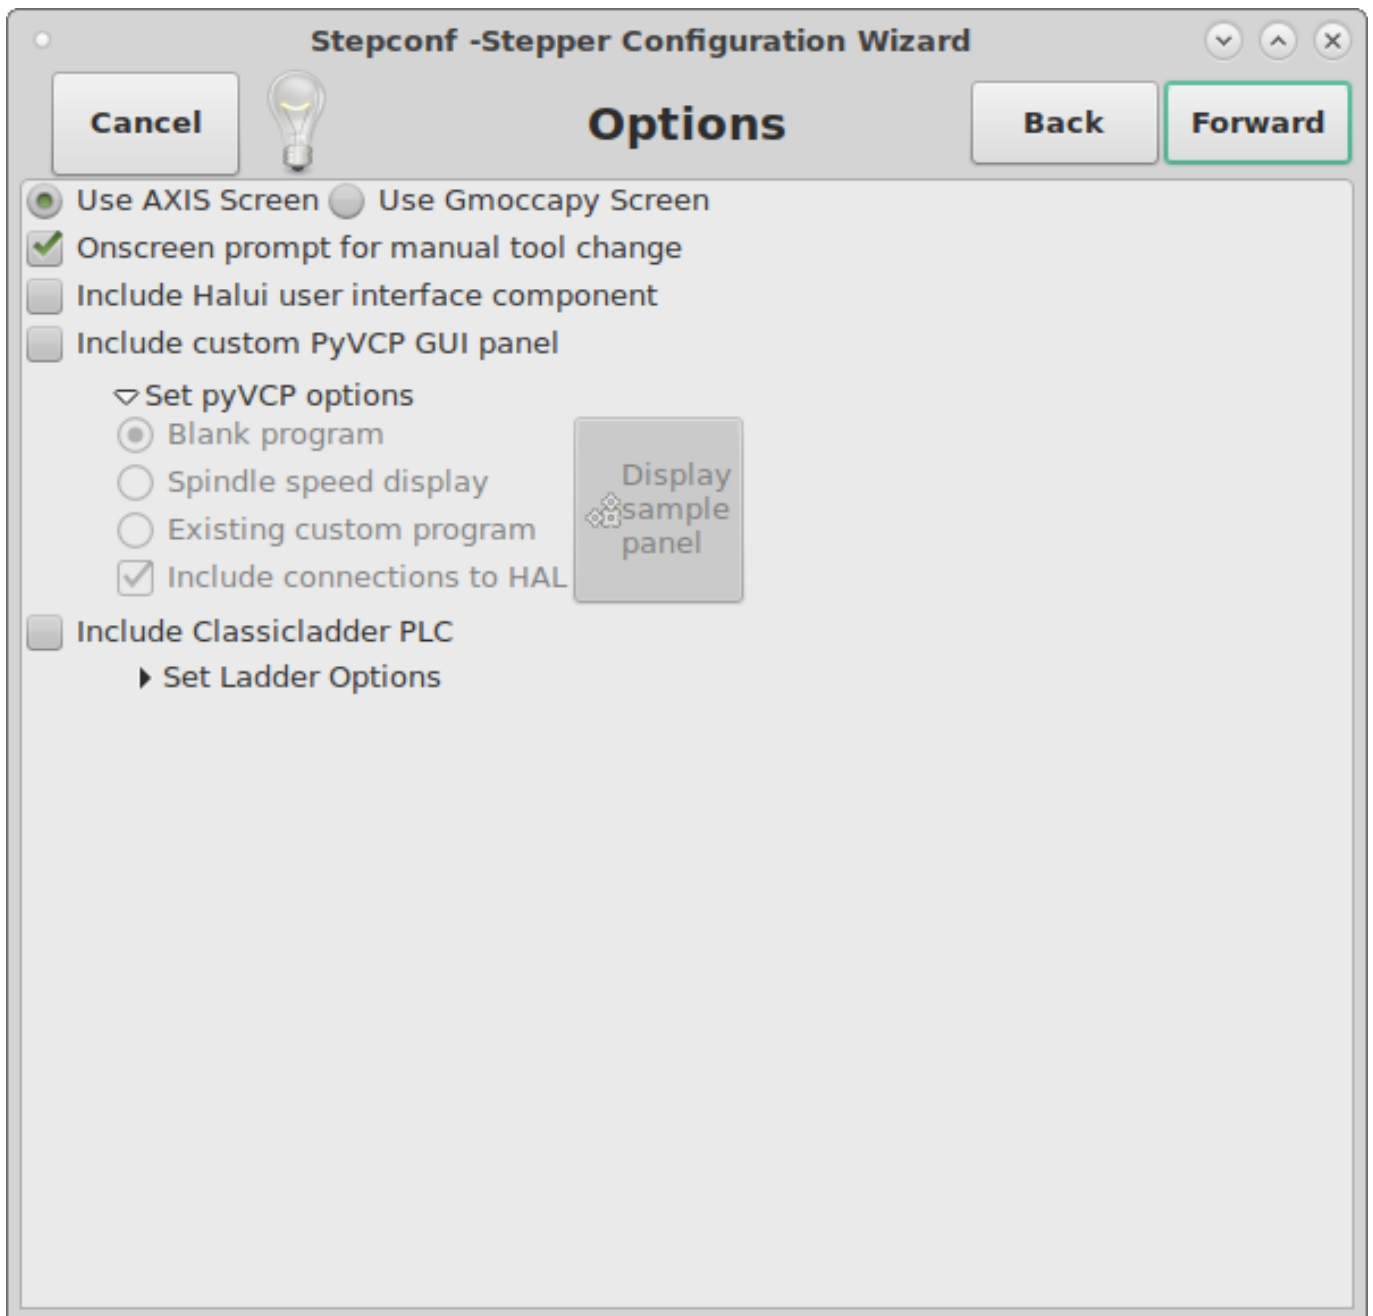 Stepconf -Stepper Configuration Wizard
Cancel
Options
Back
Forward
Use AXIS Screen
Use Gmoccapy Screen
Onscreen prompt for manual tool change
Include Halui user interface component
Include custom PyVCP GUI panel
Set pyVCP options
Blank program
Spindle speed display
Existing custom program
Include connections to HAL
Display
sample
panel
Include Classicladder PLC
Set Ladder Options